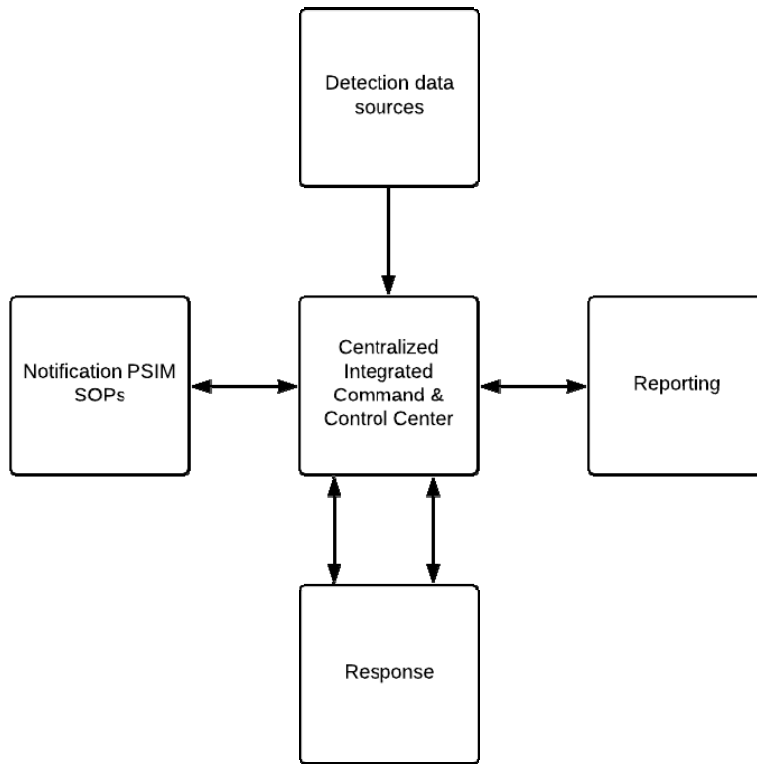 Detection data
sources
Notification PSIM
SOPs
Centralized
Integrated
Command &
Control Center
Reporting
Response